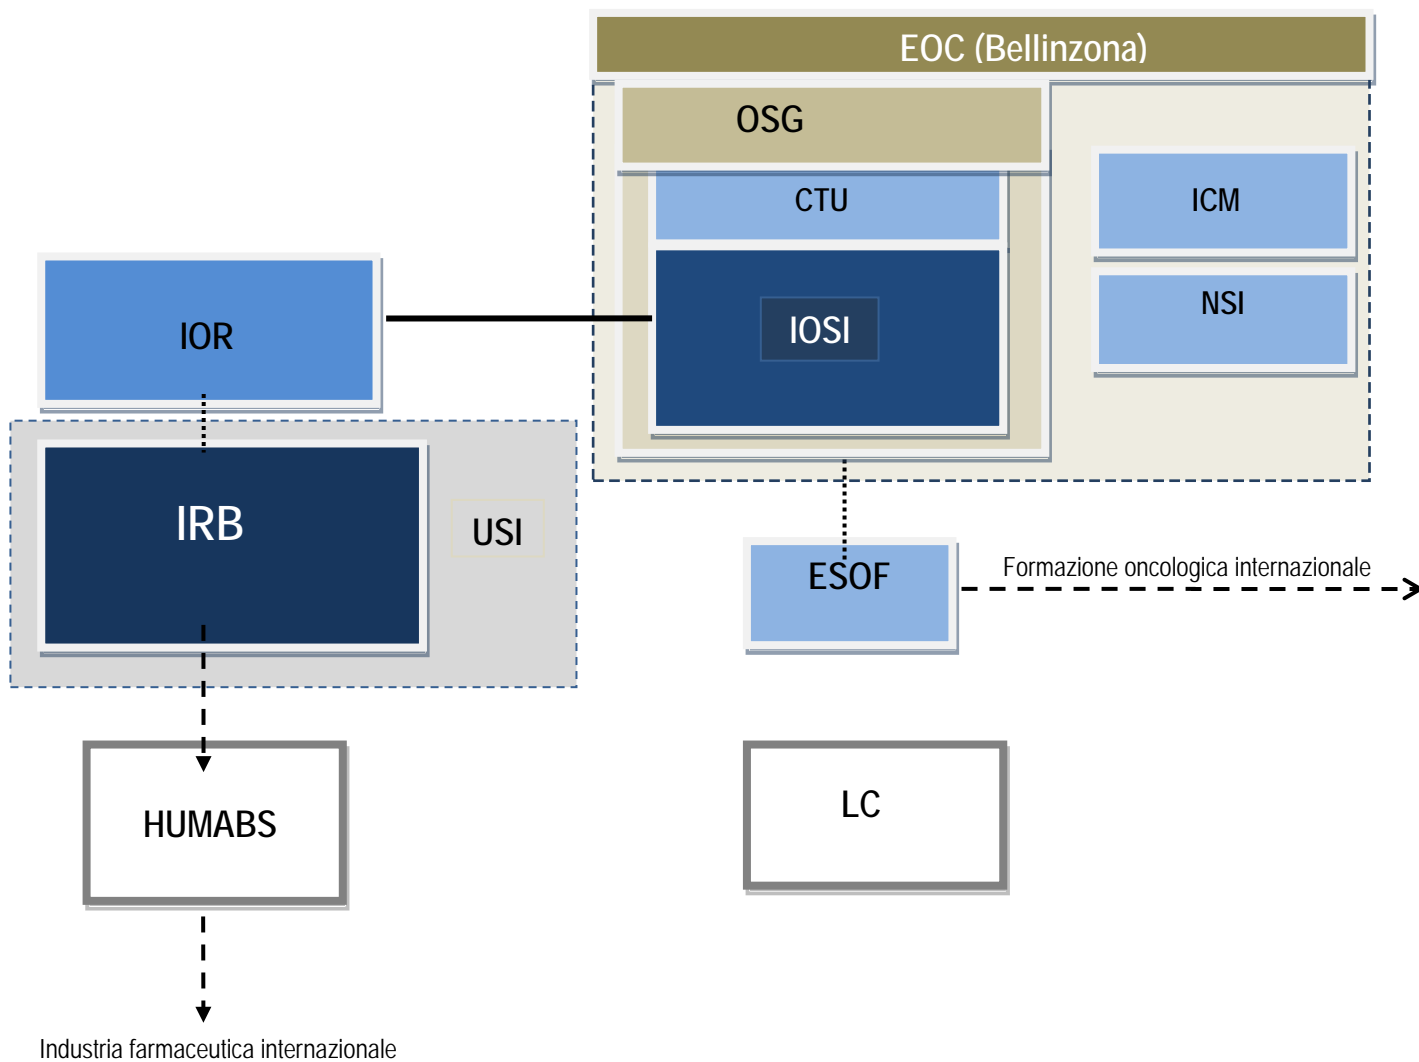 EOC (Bellinzona)
OSG
CTU
ICM
IOSI
NSI
IOR
IRB
USI
ESOF
Formazione oncologica internazionale
HUMABS
LC
Industria farmaceutica internazionale